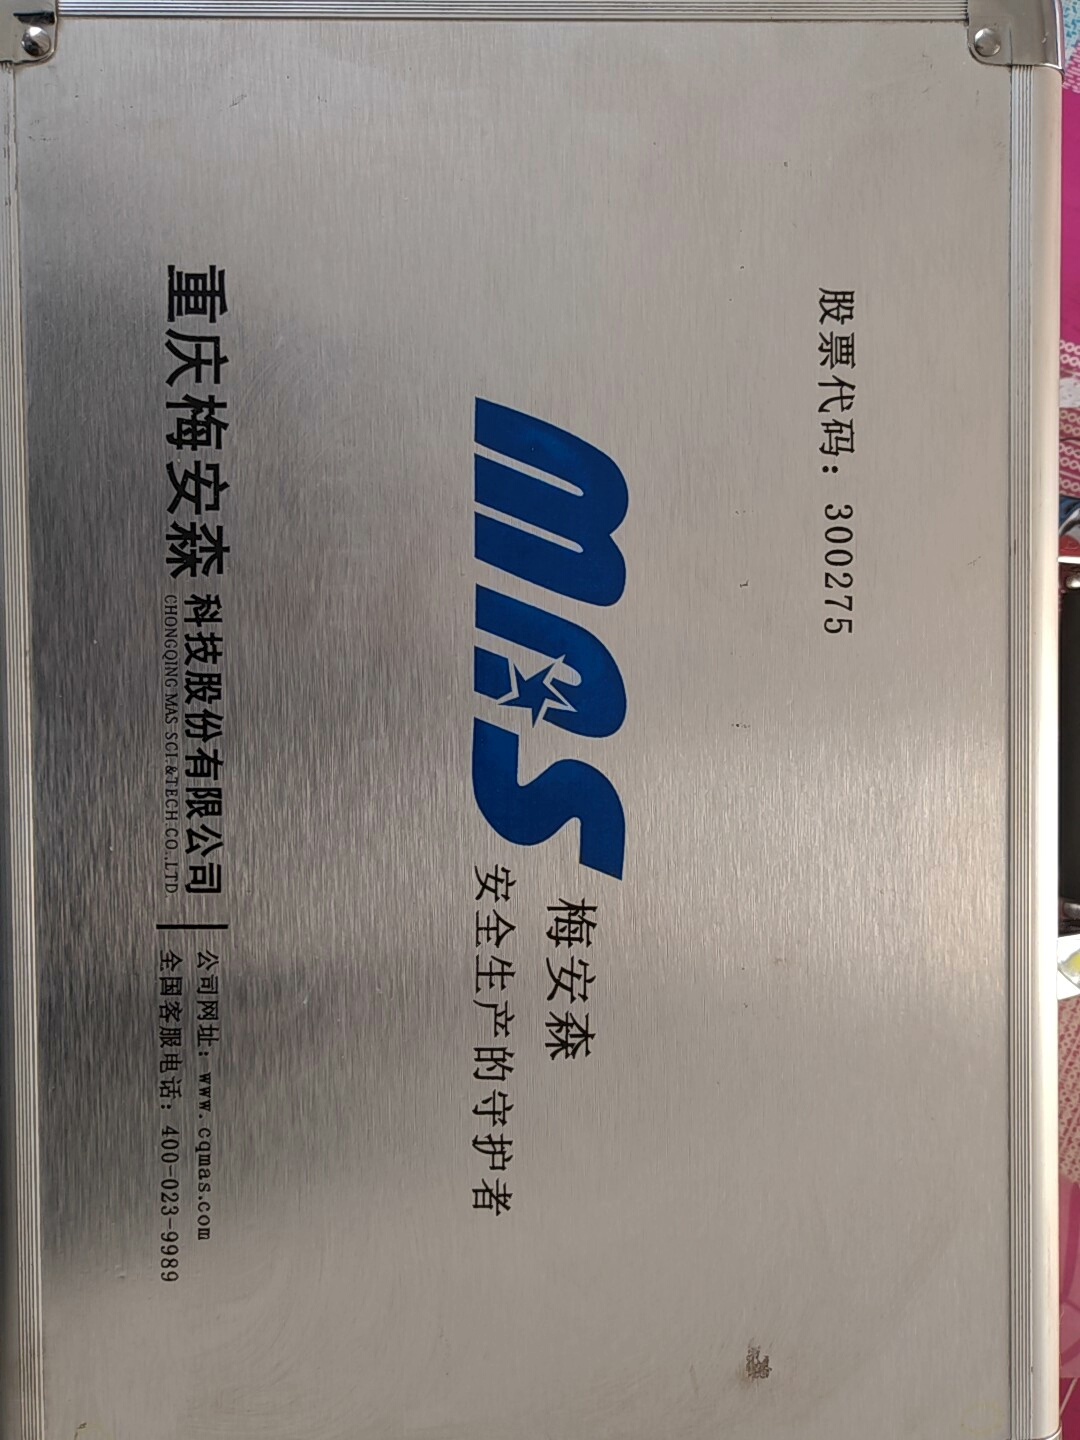 股票代码：300275
mas
梅安森
安全生产的守护者
重庆梅安森科技股份有限公司
CHONGQING MAS SCI.&TECH.CO.,LTD.
公司网址：www.cqmas.com
全国客服电话：400-023-9989